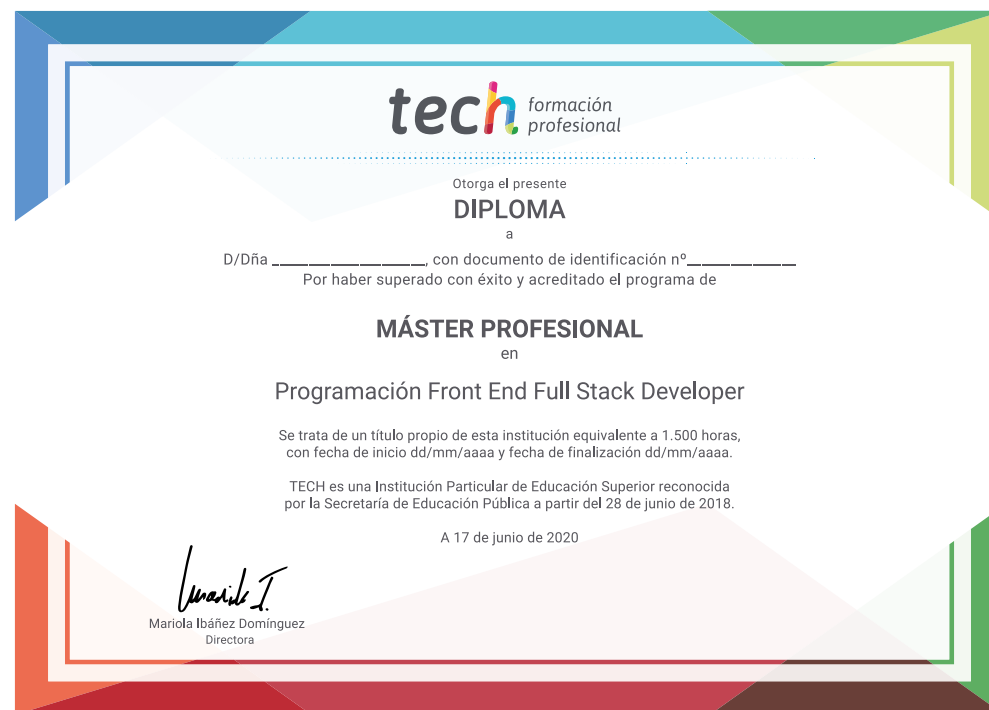 tech formación
profesional
Otorga el presente
DIPLOMA
a
D/Dña ____________________, con documento de identificación nº______________
Por haber superado con éxito y acreditado el programa de
MÁSTER PROFESIONAL
en
Programación Front End Full Stack Developer
Se trata de un título propio de esta institución equivalente a 1.500 horas,
con fecha de inicio dd/mm/aaaa y fecha de finalización dd/mm/aaaa.
TECH es una Institución Particular de Educación Superior reconocida
por la Secretaría de Educación Pública a partir del 28 de junio de 2018.
A 17 de junio de 2020
Mariola I.
Mariola Ibáñez Domínguez
Directora